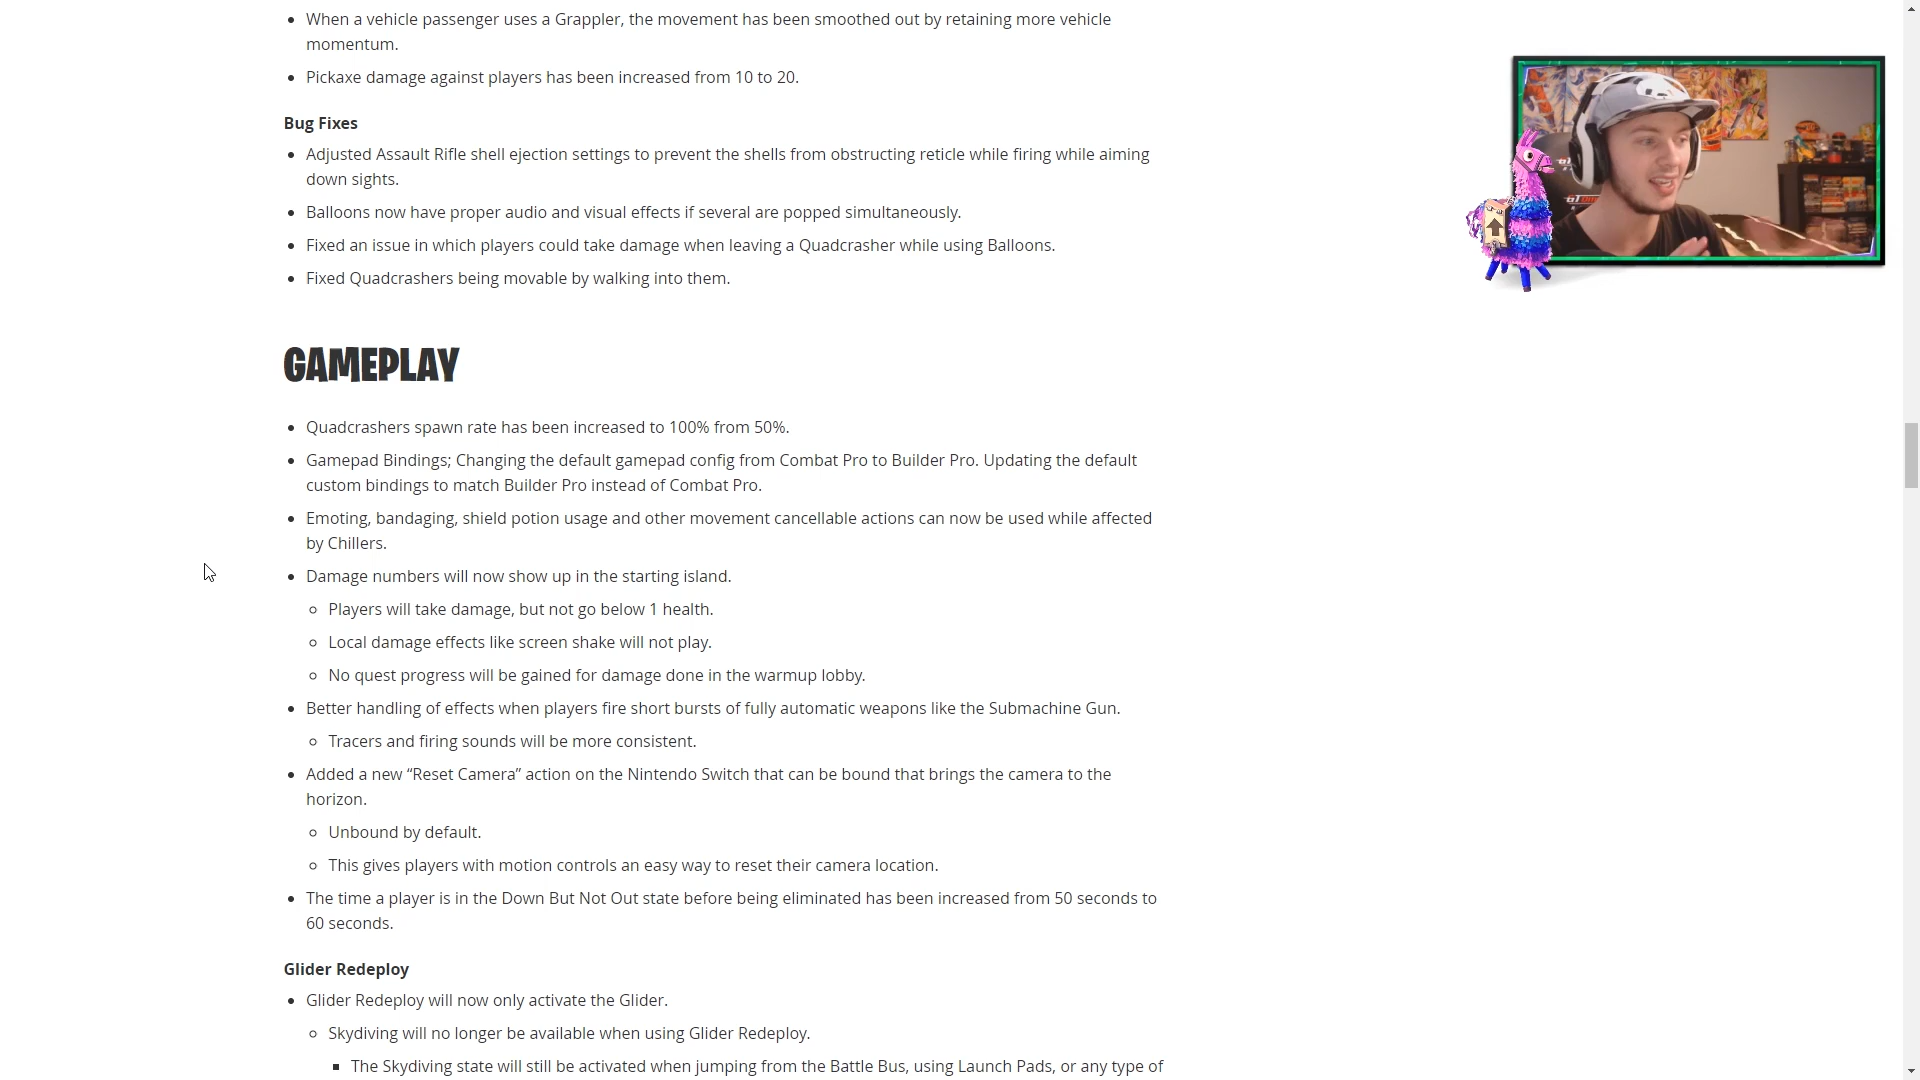 When a vehicle passenger uses a Grappler, the movement has been smoothed out by retaining more vehicle
momentum.
Pickaxe damage against players has been increased from 10 to 20.
Bug Fixes
Adjusted Assault Rifle shell ejection settings to prevent the shells from obstructing reticle while firing while aiming
down sights.
Balloons now have proper audio and visual effects if several are popped simultaneously.
Fixed an issue in which players could take damage when leaving a Quadcrasher while using Balloons.
Fixed Quadcrashers being movable by walking into them.
GAMEPLAY
Quadcrashers spawn rate has been increased to 100% from 50%.
Gamepad Bindings; Changing the default gamepad config from Combat Pro to Builder Pro. Updating the default
custom bindings to match Builder Pro instead of Combat Pro.
Emoting, bandaging, shield potion usage and other movement cancellable actions can now be used while affected
by Chillers.
Damage numbers will now show up in the starting island.
Players will take damage, but not go below 1 health.
Local damage effects like screen shake will not play.
No quest progress will be gained for damage done in the warmup lobby.
Better handling of effects when players fire short bursts of fully automatic weapons like the Submachine Gun.
Tracers and firing sounds will be more consistent.
Added a new “Reset Camera” action on the Nintendo Switch that can be bound that brings the camera to the
horizon.
Unbound by default.
This gives players with motion controls an easy way to reset their camera location.
The time a player is in the Down But Not Out state before being eliminated has been increased from 50 seconds to
60 seconds.
Glider Redeploy
Glider Redeploy will now only activate the Glider.
Skydiving will no longer be available when using Glider Redeploy.
The Skydiving state will still be activated when jumping from the Battle Bus, using Launch Pads, or any type of